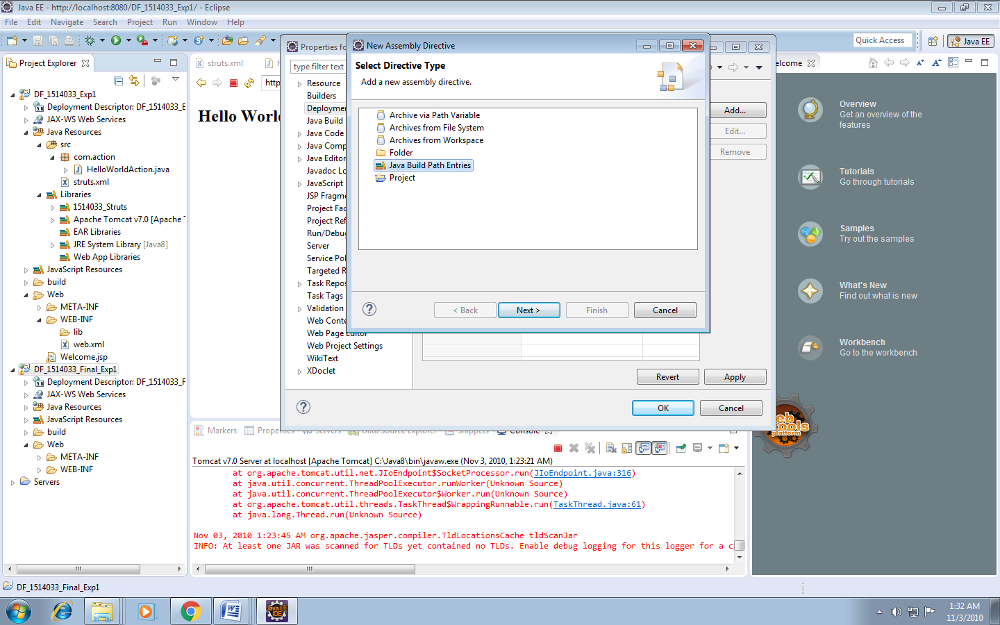 Java EE - http://localhost:8080/DF_1514033_Exp1/ - Eclipse
File Edit Navigate Search Project Run Window Help
Quick Access
Java EE
Project Explorer
DF_1514033_Exp1
Deployment Descriptor: DF_1514033_E
JAX-WS Web Services
Java Resources
src
com.action
HelloWorldAction.java
struts.xml
Libraries
1514033_Struts
Apache Tomcat v7.0 [Apache T
EAR Libraries
JRE System Library [Java8]
Web App Libraries
JavaScript Resources
build
Web
META-INF
WEB-INF
lib
web.xml
Welcome.jsp
DF_1514033_Final_Exp1
Deployment Descriptor: DF_1514033_F
JAX-WS Web Services
Java Resources
JavaScript Resources
build
Web
META-INF
WEB-INF
Servers
struts.xml
H
http
Hello Worl
Properties fo
type filter text
Resource
Builders
Deployme
Java Build
Java Code
Java Comp
Java Editor
Javadoc Lo
JavaScript
JSP Fragme
Project Fac
Project Ref
Run/Debug
Server
Service Pol
Targeted R
Task Repos
Task Tags
Validation
Web Conte
Web Page Editor
Web Project Settings
WikiText
XDoclet
Add...
Edit...
Remove
Revert Apply
OK Cancel
New Assembly Directive
Select Directive Type
Add a new assembly directive.
Archive via Path Variable
Archives from File System
Archives from Workspace
Folder
Java Build Path Entries
Project
< Back Next > Finish Cancel
elcome
Overview
Get an overview of the
features
Tutorials
Go through tutorials
Samples
Try out the samples
What's New
Find out what is new
Workbench
Go to the workbench
eb
tools
platform
Markers Properties Servers Data Source Explorer Snippets Console
Tomcat v7.0 Server at localhost [Apache Tomcat] C:\Java8\bin\javaw.exe (Nov 3, 2010, 1:23:21 AM)
at org.apache.tomcat.util.net.JIoEndpoint$SocketProcessor.run(JIoEndpoint.java:316)
at java.util.concurrent.ThreadPoolExecutor.runWorker(Unknown Source)
at java.util.concurrent.ThreadPoolExecutor$Worker.run(Unknown Source)
at org.apache.tomcat.util.threads.TaskThread$WrappingRunnable.run(TaskThread.java:61)
at java.lang.Thread.run(Unknown Source)
Nov 03, 2010 1:23:45 AM org.apache.jasper.compiler.TldLocationsCache tldScanJar
INFO: At least one JAR was scanned for TLDs yet contained no TLDs. Enable debug logging for this logger for a c
DF_1514033_Final_Exp1
Java EE
IDE
1:32 AM
11/3/2010